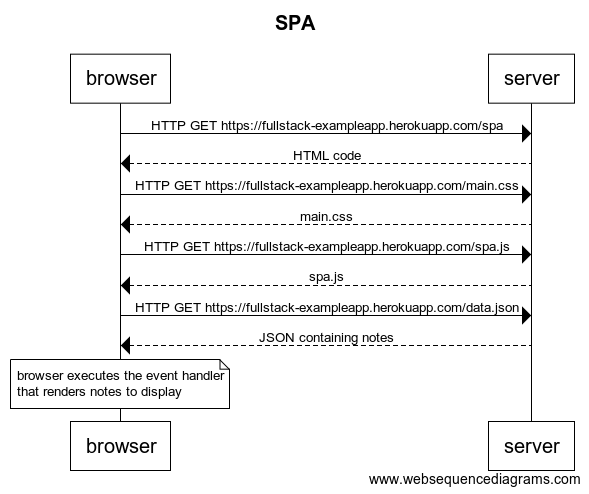 SPA
browser
server
HTTP GET https://fullstack-exampleapp.herokuapp.com/spa
HTML code
HTTP GET https://fullstack-exampleapp.herokuapp.com/main.css
main.css
HTTP GET https://fullstack-exampleapp.herokuapp.com/spa.js
spa.js
HTTP GET https://fullstack-exampleapp.herokuapp.com/data.json
JSON containing notes
browser executes the event handler
that renders notes to display
browser
server
www.websequencediagrams.com